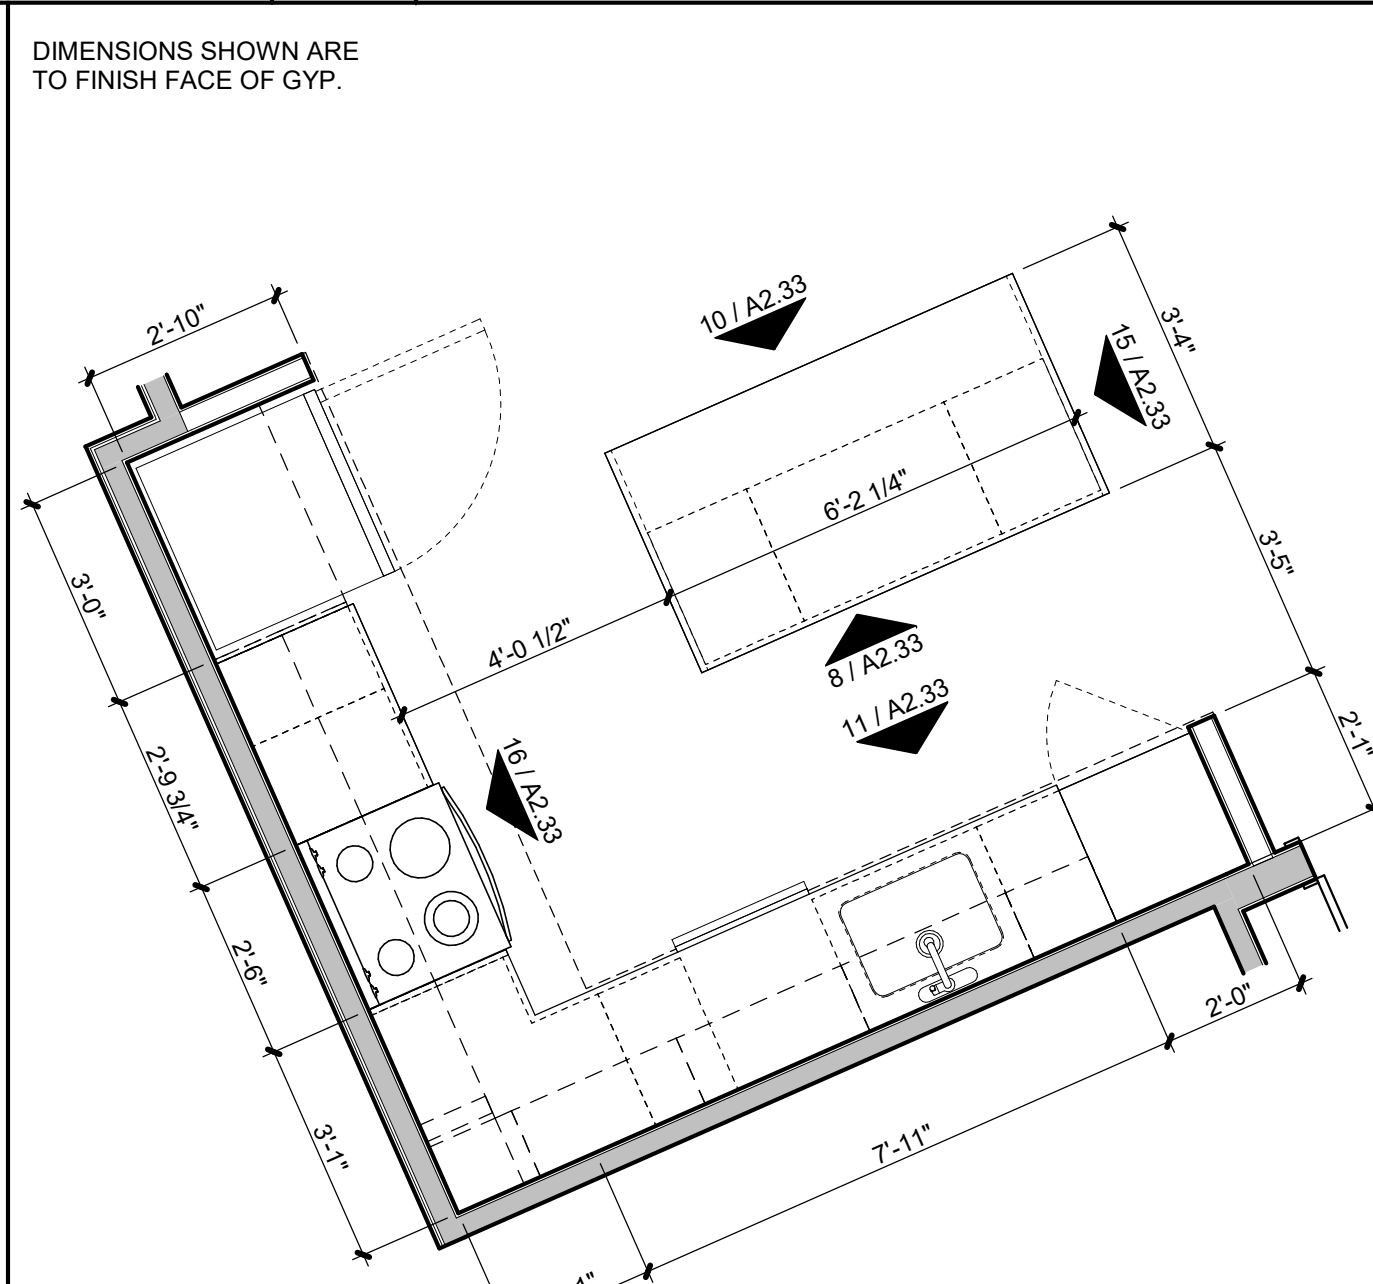 DIMENSIONS SHOWN ARE
TO FINISH FACE OF GYP.
2'-10"
10 / A2.33
3'-4"
15 / A2.33
6'-2 1/4"
3'-5"
3'-0"
4'-0 1/2"
8 / A2.33
11 / A2.33
2'-1"
2'-9 3/4"
16 / A2.33
2'-6"
2'-0"
3'-1"
7'-11"